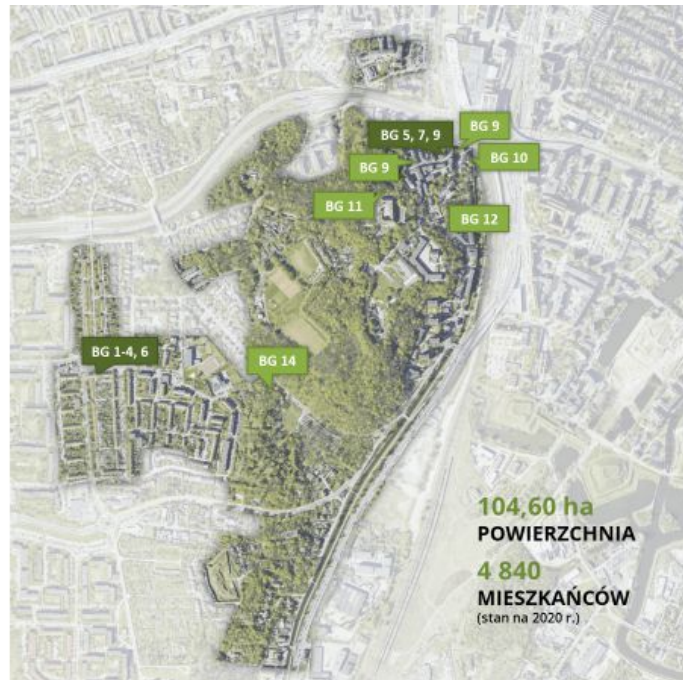 BG 9
BG 5, 7, 9
BG 9
BG 10
BG 11
BG 12
BG 1-4, 6
BG 14
104,60 ha
POWIERZCHNIA
4 840
MIESZKAŃCÓW
(stan na 2020 r.)